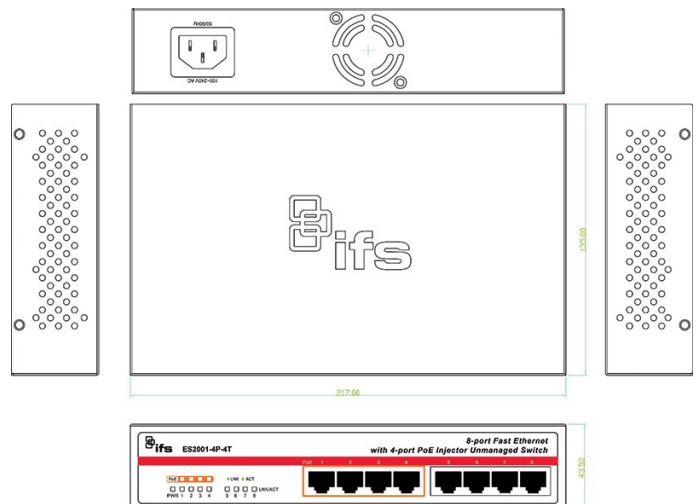 50/60Hz
100-240V AC
ifs
135.00
217.00
ifs ES2001-4P-4T
8-port Fast Ethernet
with 4-port PoE Injector Unmanaged Switch
PoE 1 2 3 4 5 6 7 8
PoE
LNK ACT
PWR 1 2 3 4 5 6 7 8 LNK/ACT
43.50